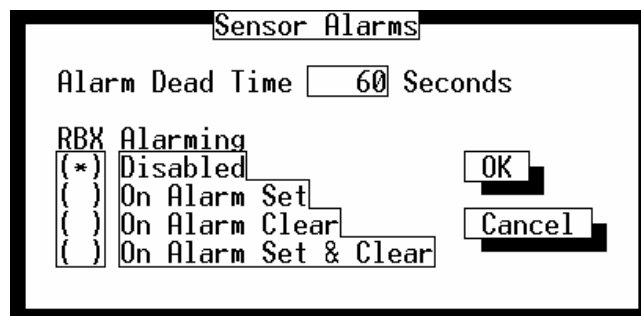 Sensor Alarms
Alarm Dead Time 60 Seconds
RBX Alarming
(*) Disabled
( ) On Alarm Set
( ) On Alarm Clear
( ) On Alarm Set & Clear
OK
Cancel